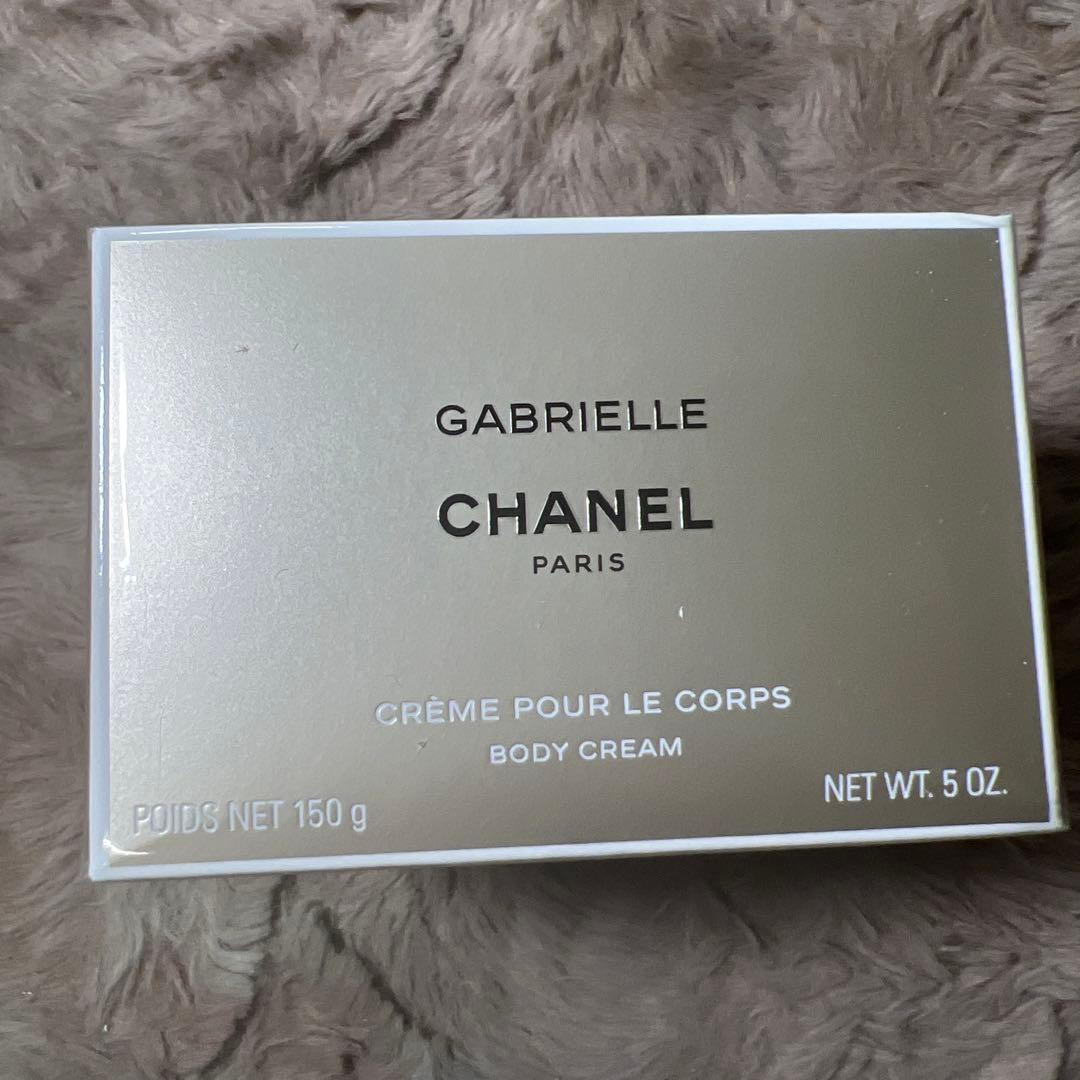 GABRIELLE
CHANEL
PARIS
CRÈME POUR LE CORPS
BODY CREAM
POIDS NET 150 g
NET WT. 5 OZ.